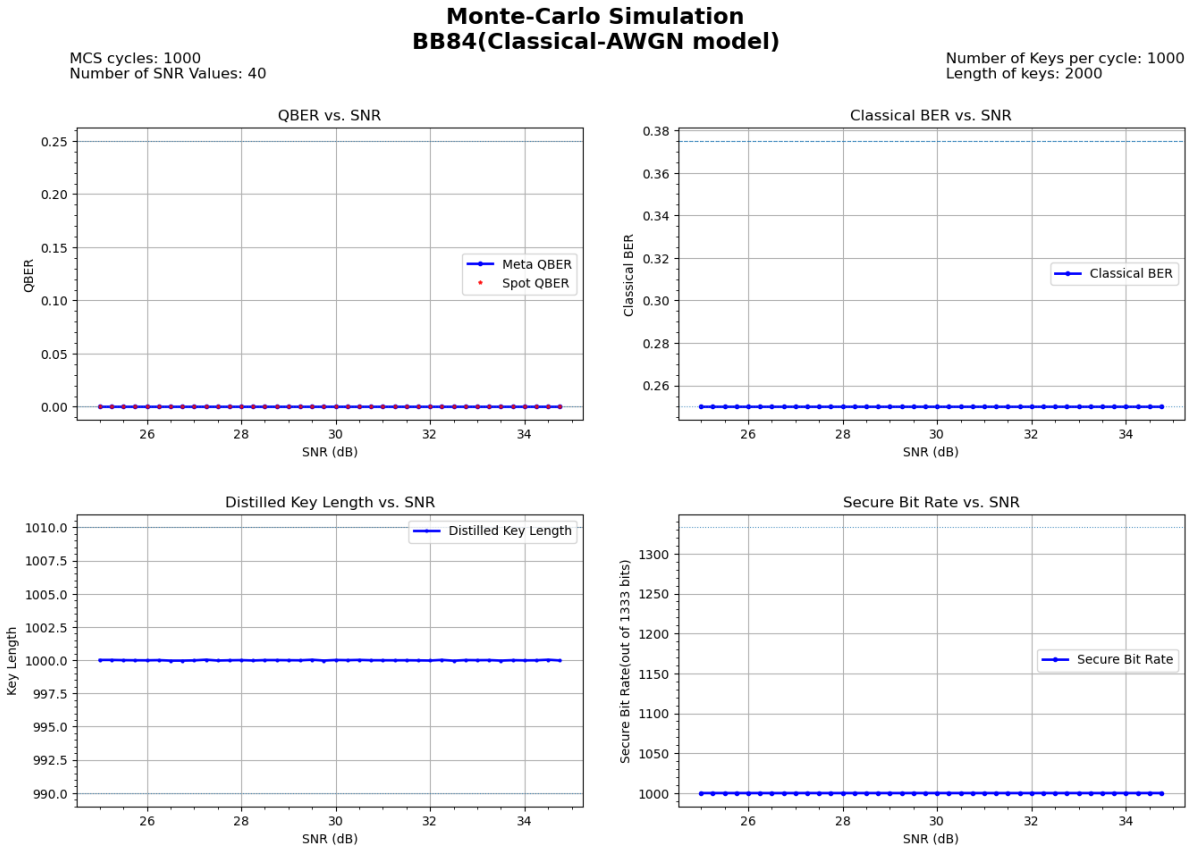 Monte-Carlo Simulation
BB84(Classical-AWGN model)
MCS cycles: 1000
Number of SNR Values: 40
Number of Keys per cycle: 1000
Length of keys: 2000
QBER vs. SNR
0.25
0.20
0.15
0.10
0.05
0.00
QBER
Meta QBER
Spot QBER
26 28 30 32 34
SNR (dB)
Classical BER vs. SNR
0.38
0.36
0.34
0.32
0.30
0.28
0.26
Classical BER
Classical BER
26 28 30 32 34
SNR (dB)
Distilled Key Length vs. SNR
1010.0
1007.5
1005.0
1002.5
1000.0
997.5
995.0
992.5
990.0
Key Length
Distilled Key Length
26 28 30 32 34
SNR (dB)
Secure Bit Rate vs. SNR
1300
1250
1200
1150
1100
1050
1000
Secure Bit Rate(out of 1333 bits)
Secure Bit Rate
26 28 30 32 34
SNR (dB)